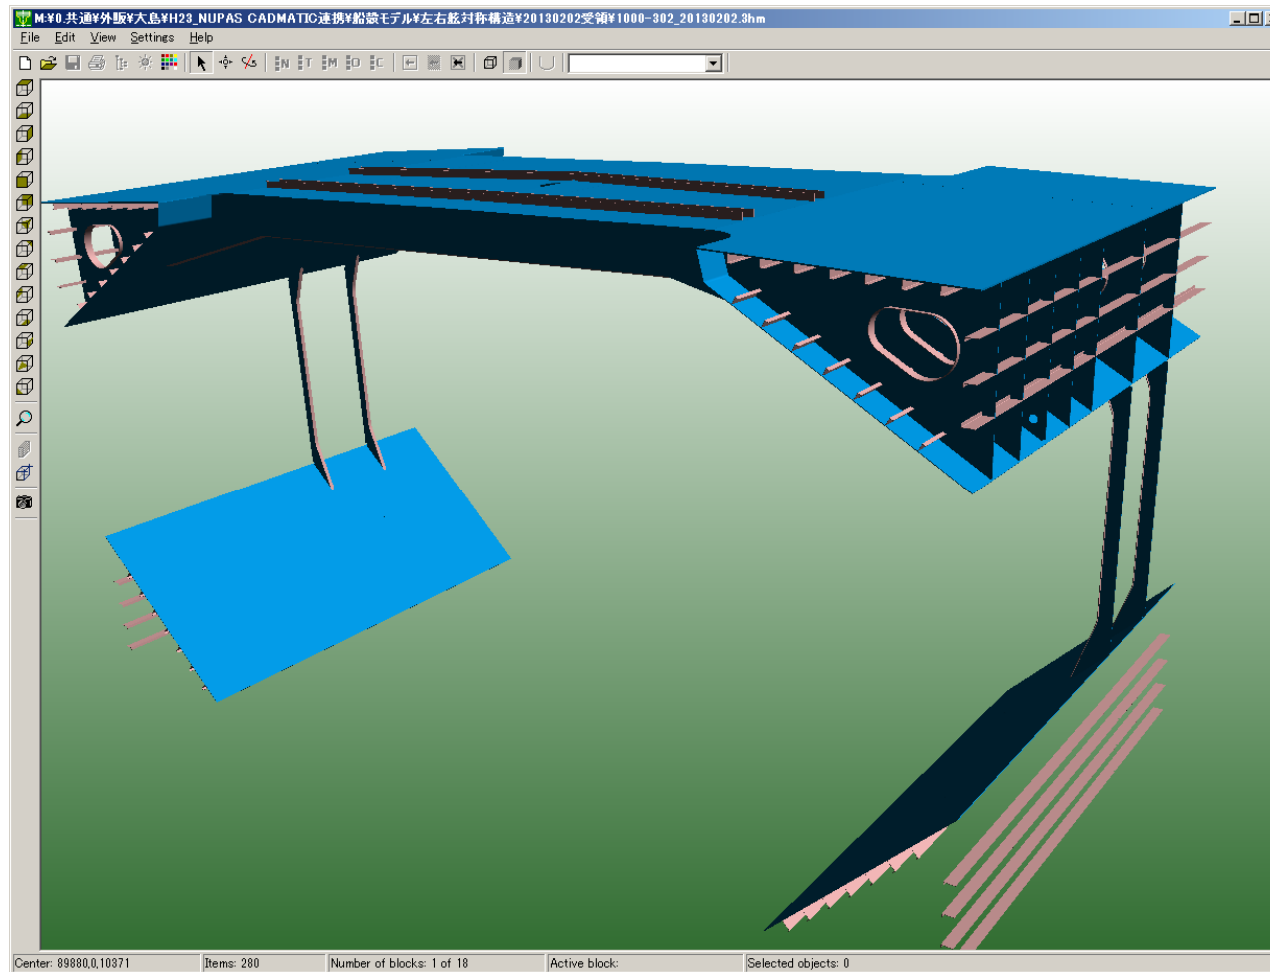 M:¥0.共通¥外販¥大島¥H23_NUPAS CADMATIC連携¥船殻モデル¥左右舷対称構造¥20130202受領¥1000-302_20130202.3hm
File Edit View Settings Help
N T M O C
Center: 89880,0,10371 Items: 280 Number of blocks: 1 of 18 Active block: Selected objects: 0